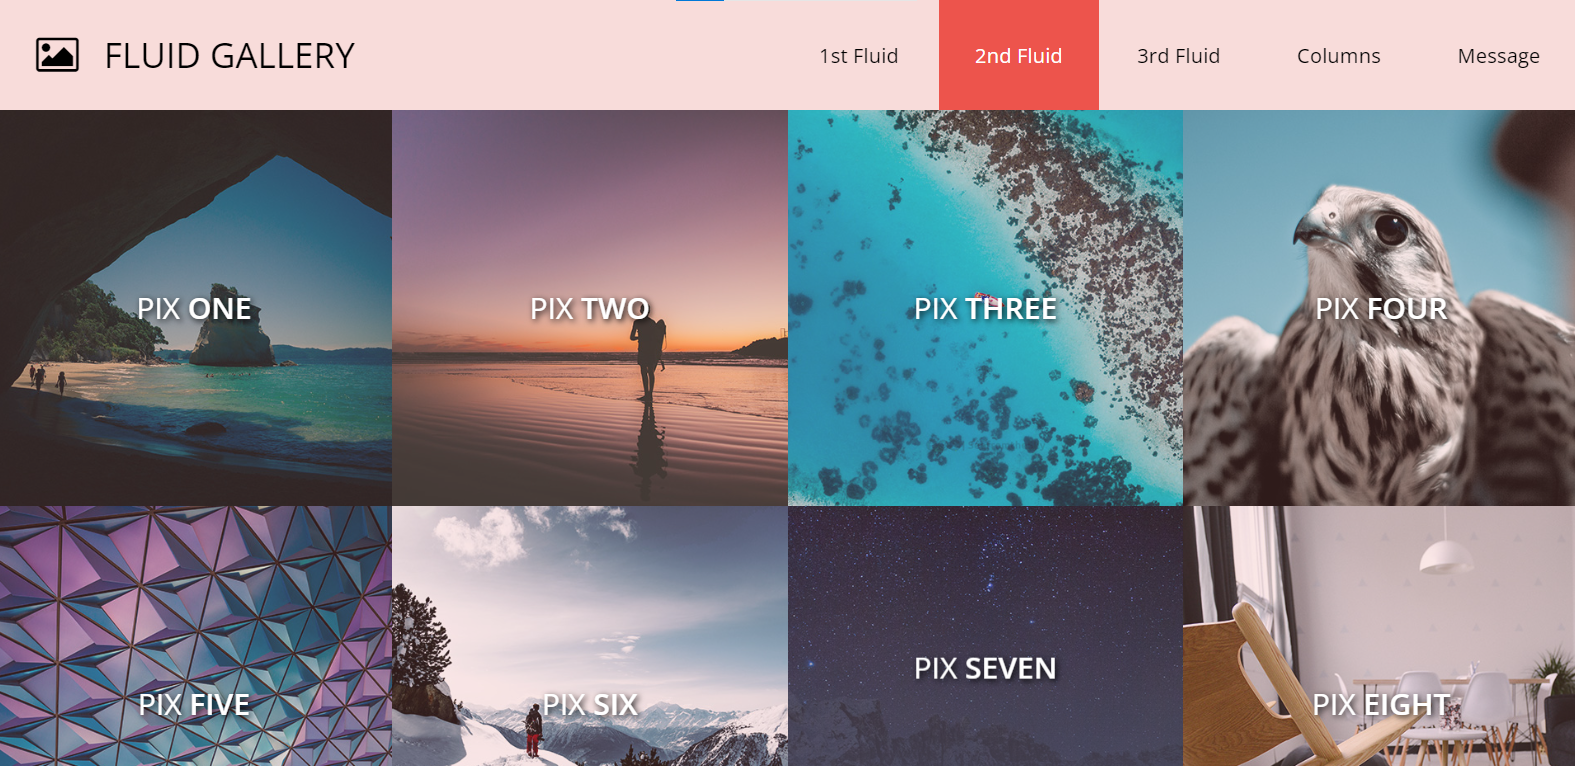 FLUID GALLERY
1st Fluid
2nd Fluid
3rd Fluid
Columns
Message
PIX ONE
PIX TWO
PIX THREE
PIX FOUR
PIX FIVE
PIX SIX
PIX SEVEN
PIX EIGHT